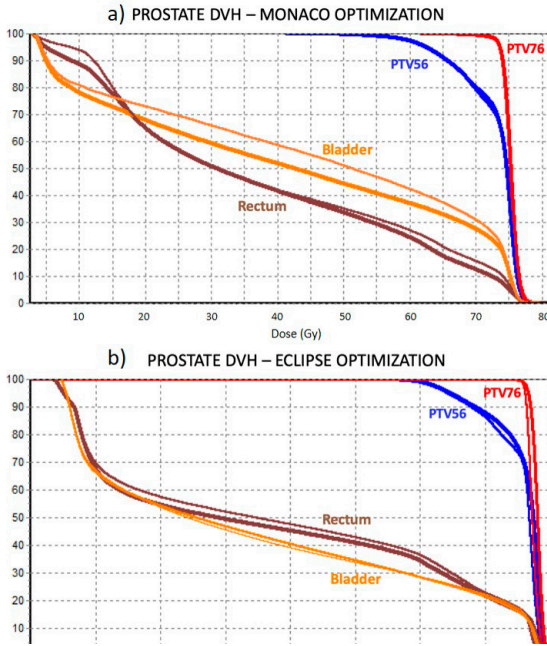 a) PROSTATE DVH – MONACO OPTIMIZATION
100
90
80
70
60
50
40
30
20
10
0
PTV76
PTV56
Bladder
Rectum
10 20 30 40 50 60 70 80
Dose (Gy)
b) PROSTATE DVH – ECLIPSE OPTIMIZATION
100
90
80
70
60
50
40
30
20
10
PTV76
PTV56
Rectum
Bladder